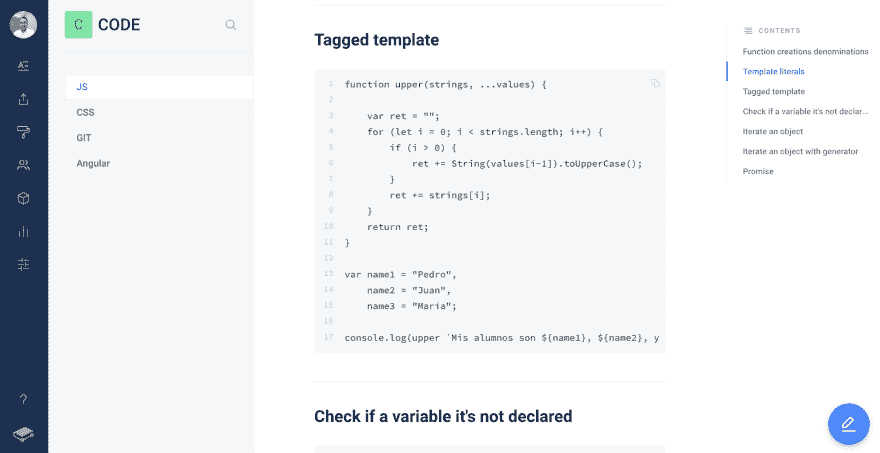 C CODE
JS
CSS
GIT
Angular
?
Tagged template
1 function upper(strings, ...values) {
2
3 var ret = "";
4 for (let i = 0; i < strings.length; i++) {
5 if (i > 0) {
6 ret += String(values[i-1]).toUpperCase();
7 }
8 ret += strings[i];
9 }
10 return ret;
11 }
12
13 var name1 = "Pedro",
14 name2 = "Juan",
15 name3 = "Maria";
16
17 console.log(upper `Mis alumnos son ${name1}, ${name2}, y
Check if a variable it's not declared
CONTENTS
Function creations denominations
Template literals
Tagged template
Check if a variable it's not declar...
Iterate an object
Iterate an object with generator
Promise